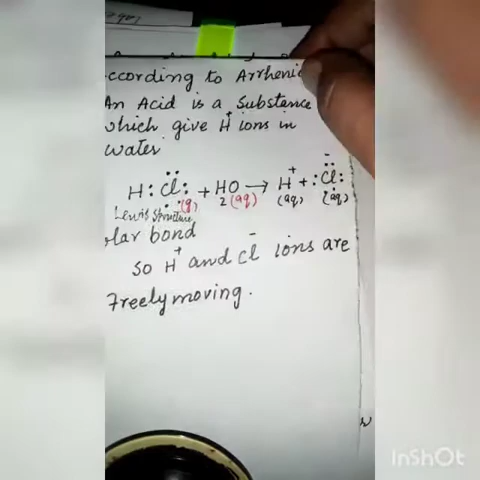 ccording to Arrheni
An Acid is a Substance
which give H⁺ ions in
water
H : Cl : (g) + H₂O (aq) → H⁺ (aq) + : Cl :⁻ (aq)
Lewis structure
olar bond
so H⁺ and Cl⁻ ions are
Freely moving.
InShOt